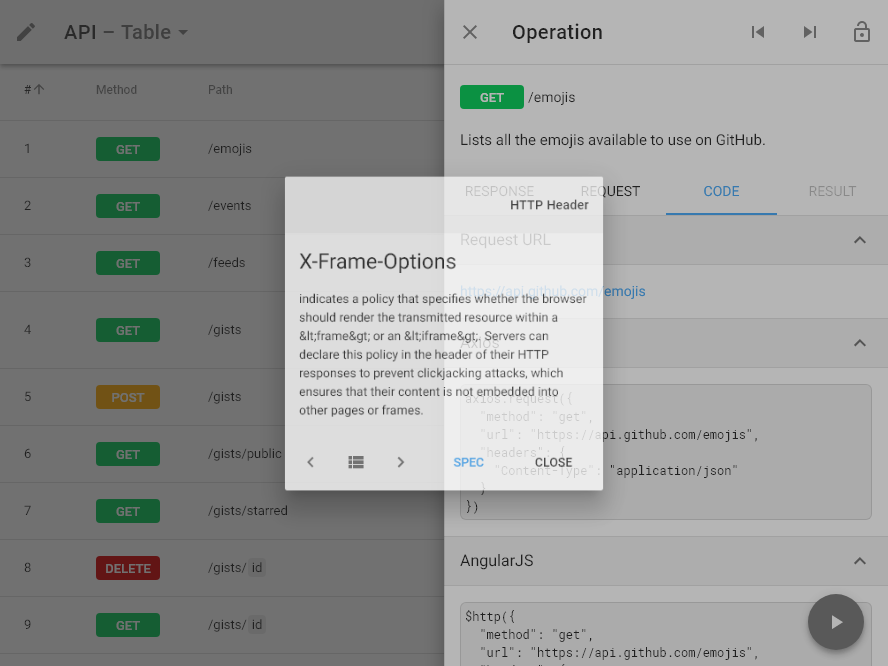 API – Table
# Method Path
1 GET /emojis
2 GET /events
3 GET /feeds
4 GET /gists
5 POST /gists
6 GET /gists/public
7 GET /gists/starred
8 DELETE /gists/ id
9 GET /gists/ id
Operation
GET /emojis
Lists all the emojis available to use on GitHub.
RESPONSE REQUEST CODE RESULT
Request URL
https://api.github.com/emojis
Axios
axios.request({
"method": "get",
"url": "https://api.github.com/emojis",
"headers": {
"Content-Type": "application/json"
}
})
AngularJS
$http({
"method": "get",
"url": "https://api.github.com/emojis",
HTTP Header
X-Frame-Options
indicates a policy that specifies whether the browser
should render the transmitted resource within a
&lt;frame&gt; or an &lt;iframe&gt;. Servers can
declare this policy in the header of their HTTP
responses to prevent clickjacking attacks, which
ensures that their content is not embedded into
other pages or frames.
SPEC CLOSE